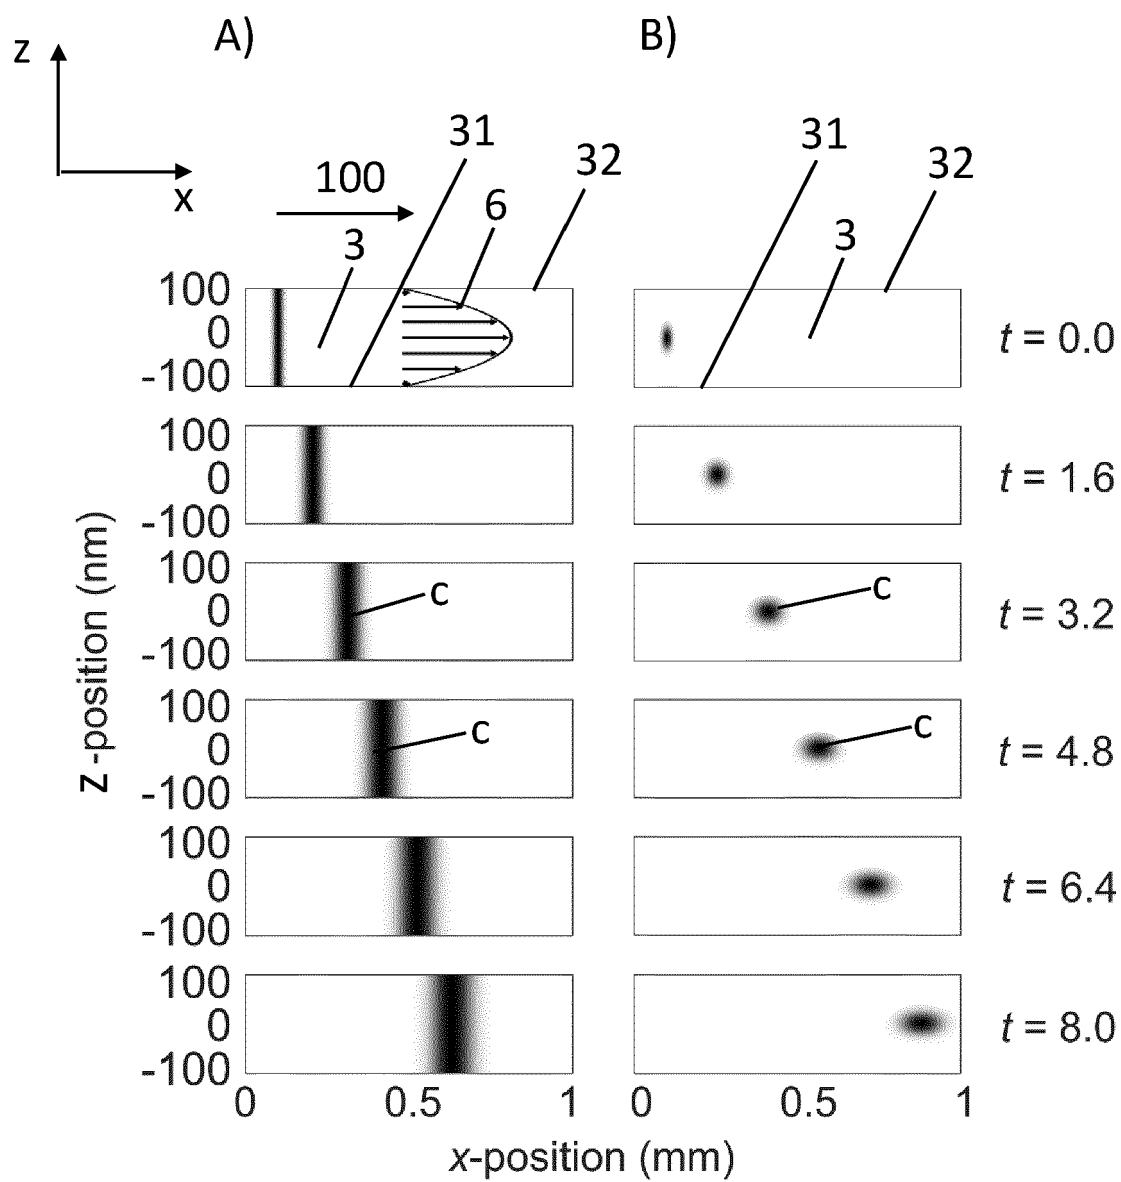 A) B)
z
x
100
3
31
6
32
31
3
32
100
0
-100
t = 0.0
100
0
-100
t = 1.6
100
0
-100
c
c
t = 3.2
100
0
-100
c
c
t = 4.8
100
0
-100
t = 6.4
100
0
-100
t = 8.0
z-position (nm)
0 0.5 1 0 0.5 1
x-position (mm)